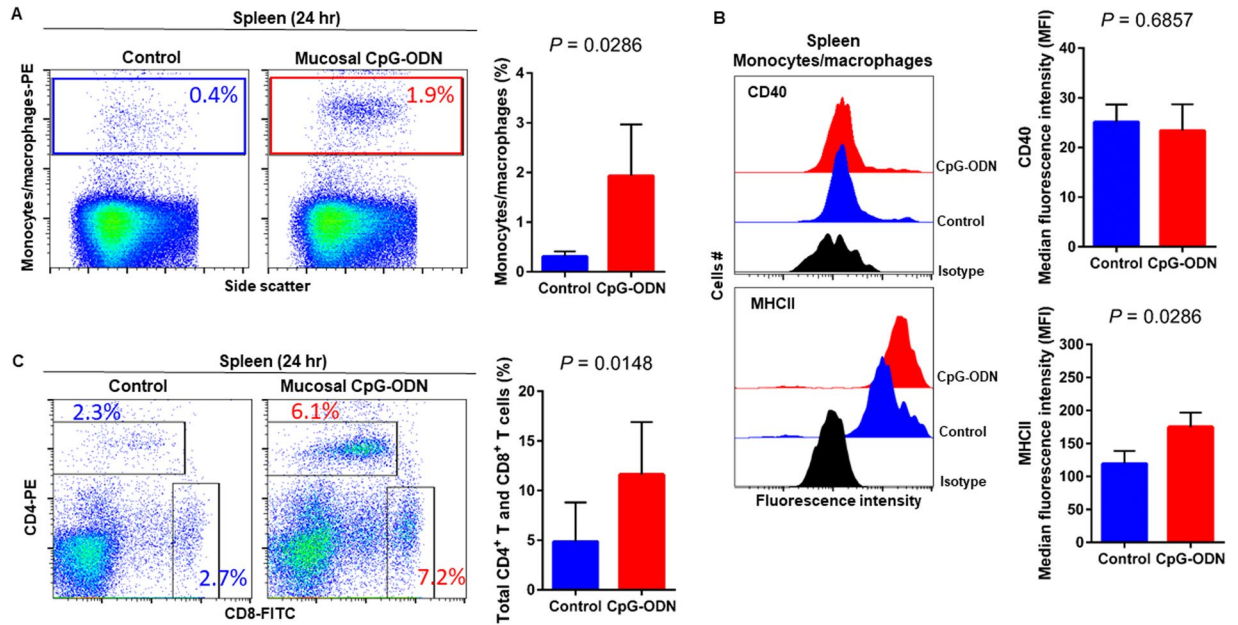 A
Spleen (24 hr)
Control
Mucosal CpG-ODN
Monocytes/macrophages-PE
0.4%
1.9%
Side scatter
P = 0.0286
Monocytes/macrophages (%)
4
3
2
1
0
Control CpG-ODN
B
Spleen
Monocytes/macrophages
CD40
CpG-ODN
Control
Isotype
Cells #
MHCII
CpG-ODN
Control
Isotype
Fluorescence intensity
P = 0.6857
CD40
Median fluorescence intensity (MFI)
40
30
20
10
0
Control CpG-ODN
P = 0.0286
MHCII
Median fluorescence intensity (MFI)
300
250
200
150
100
50
0
Control CpG-ODN
C
Spleen (24 hr)
Control
Mucosal CpG-ODN
CD4-PE
2.3%
6.1%
2.7%
7.2%
CD8-FITC
P = 0.0148
Total CD4⁺ T and CD8⁺ T cells (%)
20
15
10
5
0
Control CpG-ODN